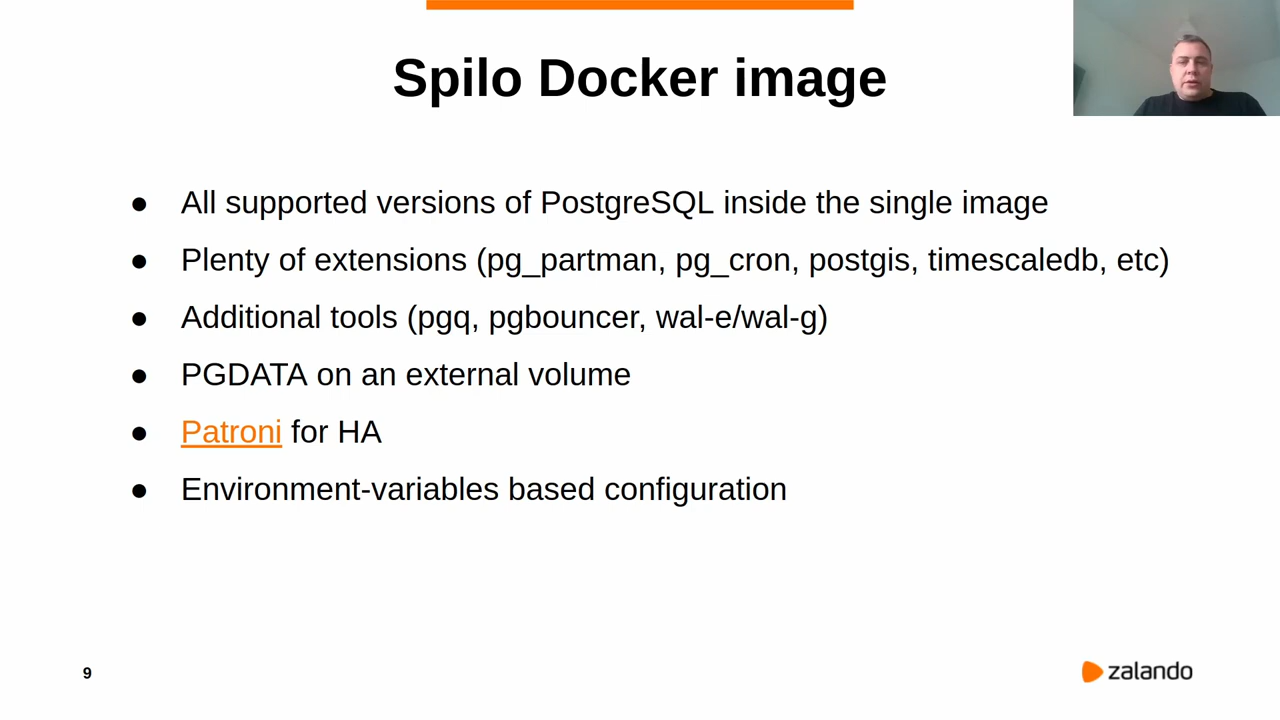 Spilo Docker image
● All supported versions of PostgreSQL inside the single image
● Plenty of extensions (pg_partman, pg_cron, postgis, timescaledb, etc)
● Additional tools (pgq, pgbouncer, wal-e/wal-g)
● PGDATA on an external volume
● Patroni for HA
● Environment-variables based configuration
9
zalando